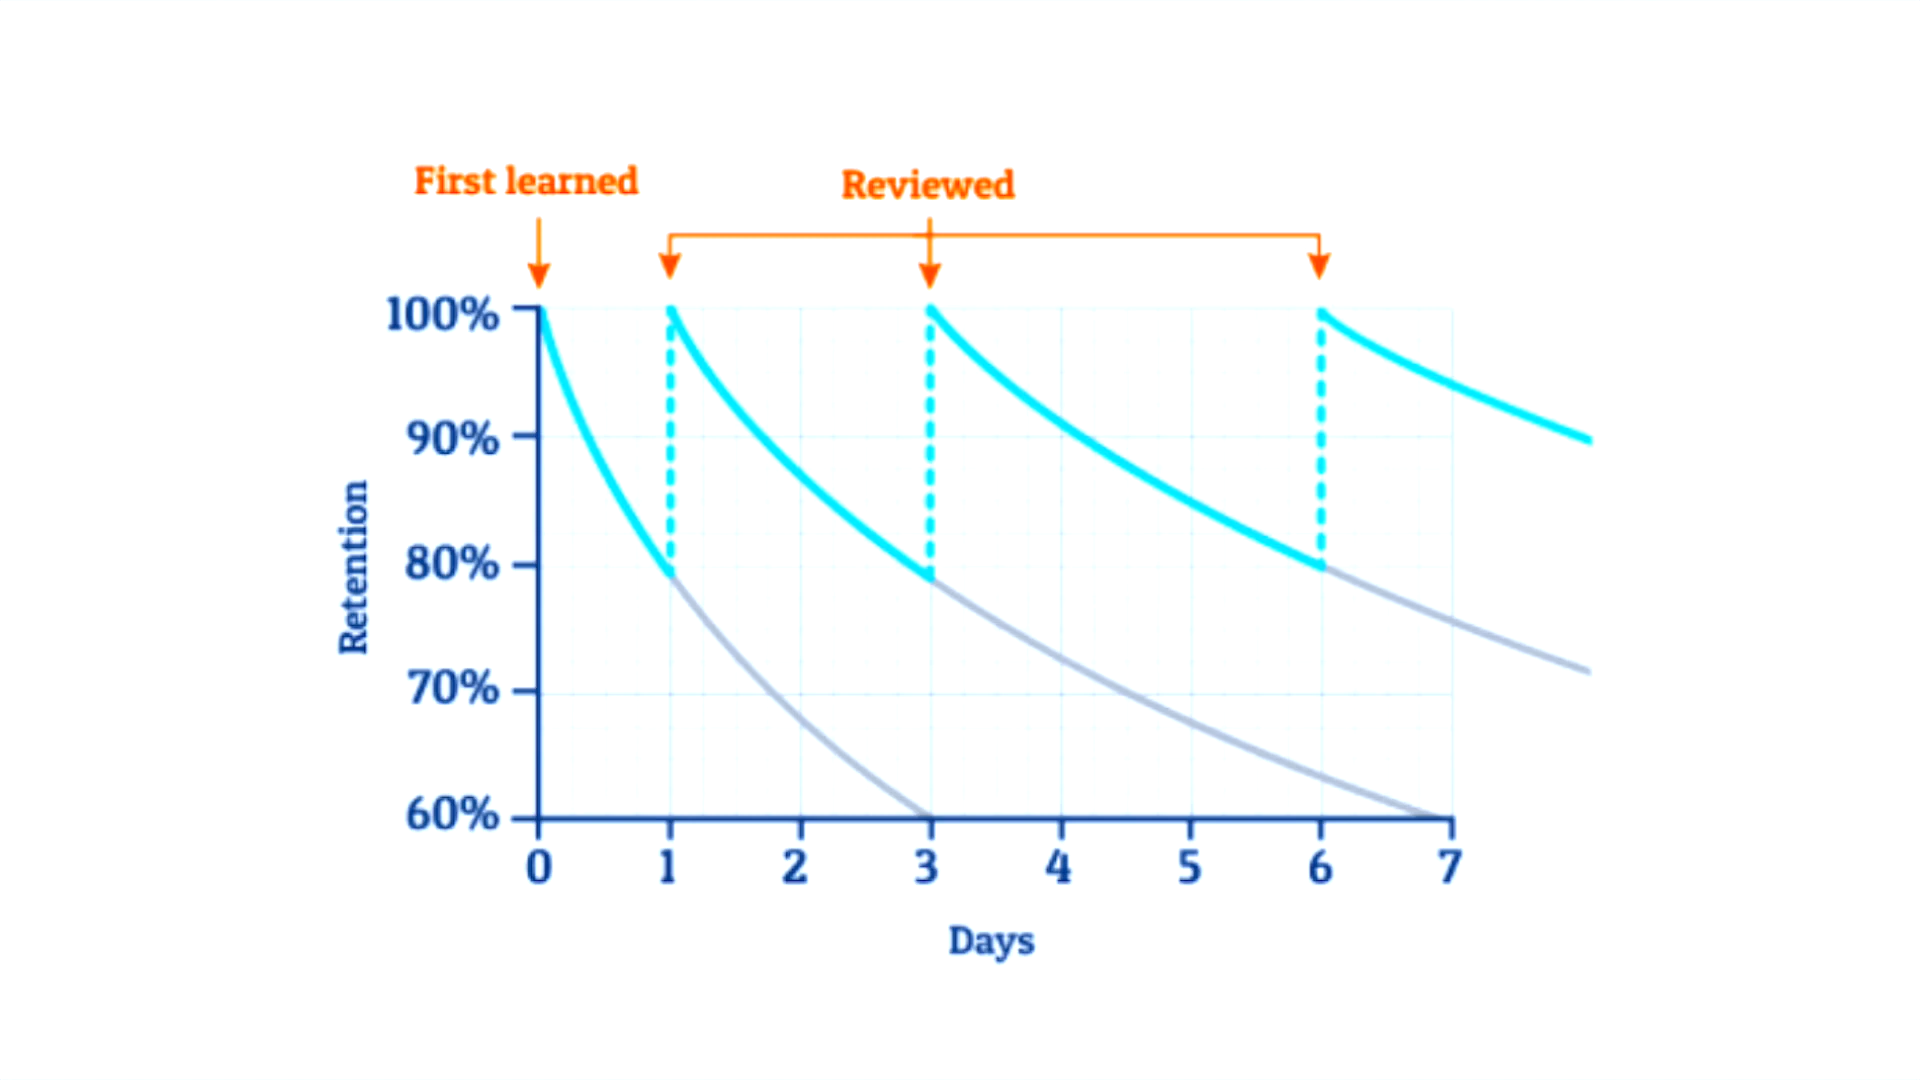 First learned
Reviewed
100%
90%
80%
70%
60%
Retention
0 1 2 3 4 5 6 7
Days